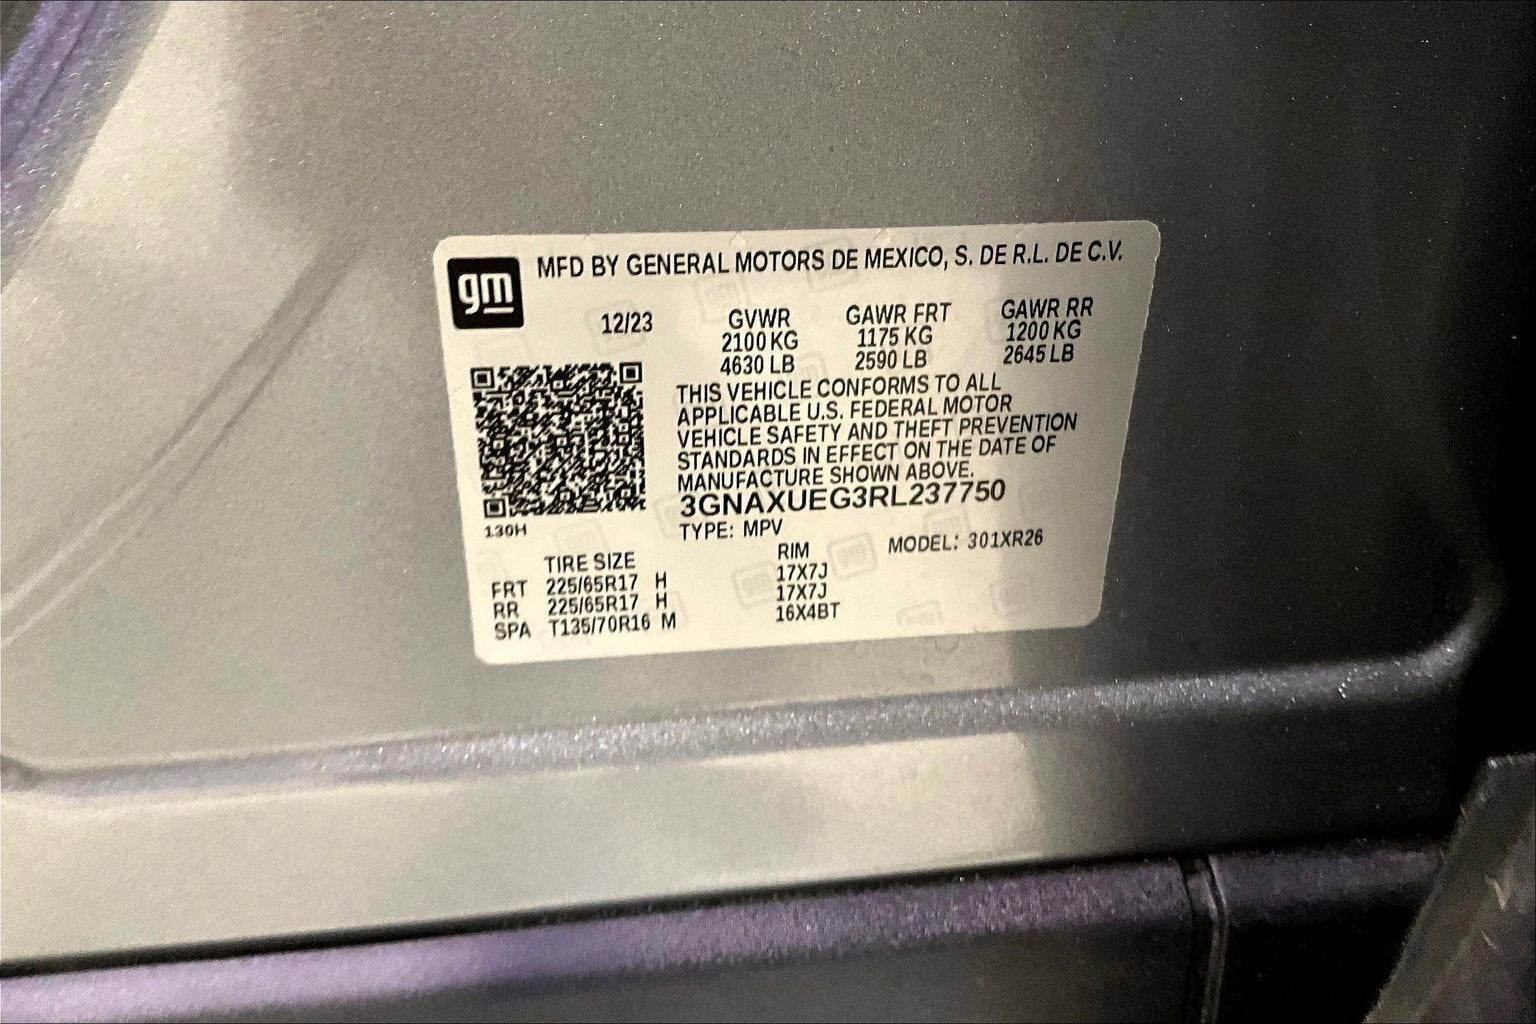 gm MFD BY GENERAL MOTORS DE MEXICO, S. DE R.L. DE C.V.
12/23 GVWR GAWR FRT GAWR RR
2100 KG 1175 KG 1200 KG
4630 LB 2590 LB 2645 LB
THIS VEHICLE CONFORMS TO ALL
APPLICABLE U.S. FEDERAL MOTOR
VEHICLE SAFETY AND THEFT PREVENTION
STANDARDS IN EFFECT ON THE DATE OF
MANUFACTURE SHOWN ABOVE.
3GNAXUEG3RL237750
130H
TYPE: MPV MODEL: 301XR26
TIRE SIZE RIM
FRT 225/65R17 H 17X7J
RR 225/65R17 H 17X7J
SPA T135/70R16 M 16X4BT